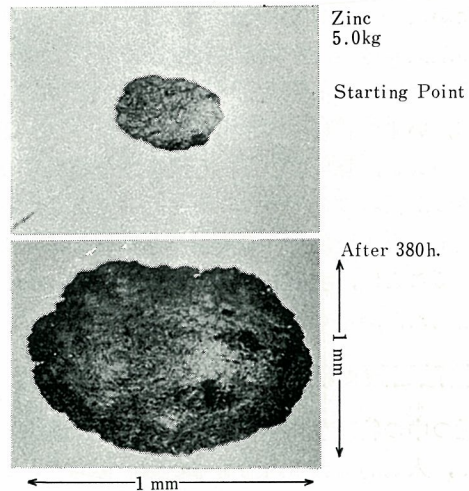 Zinc
5.0kg
Starting Point
After 380h.
1 mm
1 mm